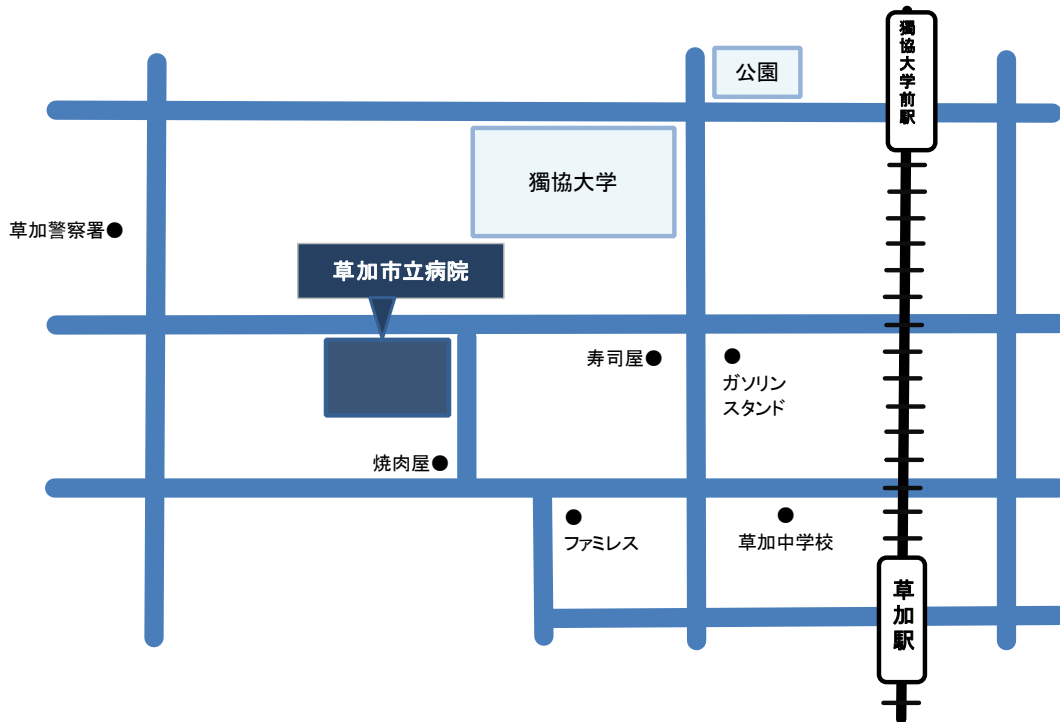 獨協大学前駅
公園
獨協大学
草加警察署●
草加市立病院
寿司屋●
ガソリン
スタンド
焼肉屋●
ファミレス
草加中学校
草加駅